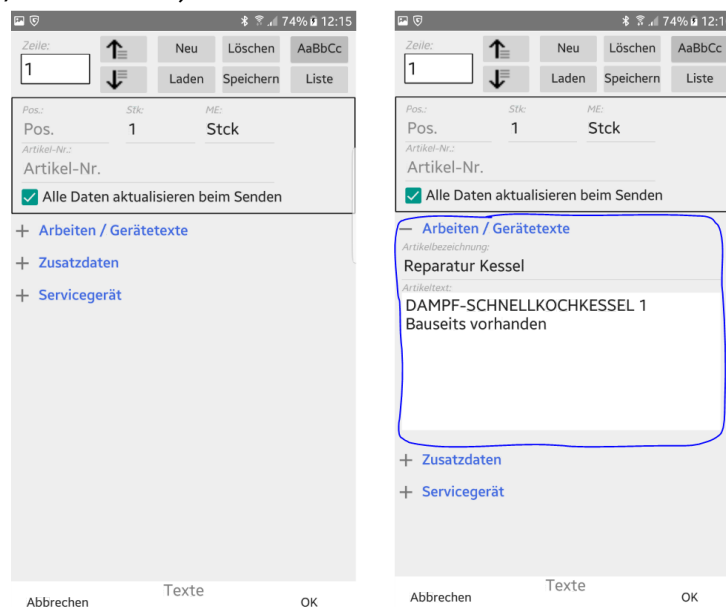 74% 12:15
Zeile:
1
Neu
Löschen
AaBbCc
Laden
Speichern
Liste
Pos.:
Stk:
ME:
Pos.
1
Stck
Artikel-Nr.:
Artikel-Nr.
Alle Daten aktualisieren beim Senden
+ Arbeiten / Gerätetexte
+ Zusatzdaten
+ Servicegerät
Texte
Abbrechen
OK
74%
Zeile:
1
Neu
Löschen
AaBbCc
Laden
Speichern
Liste
Pos.:
Stk:
ME:
Pos.
1
Stck
Artikel-Nr.:
Artikel-Nr.
Alle Daten aktualisieren beim Senden
— Arbeiten / Gerätetexte
Artikelbezeichnung:
Reparatur Kessel
Artikeltext:
DAMPF-SCHNELLKOCHKESSEL 1
Bauseits vorhanden
+ Zusatzdaten
+ Servicegerät
Texte
Abbrechen
OK